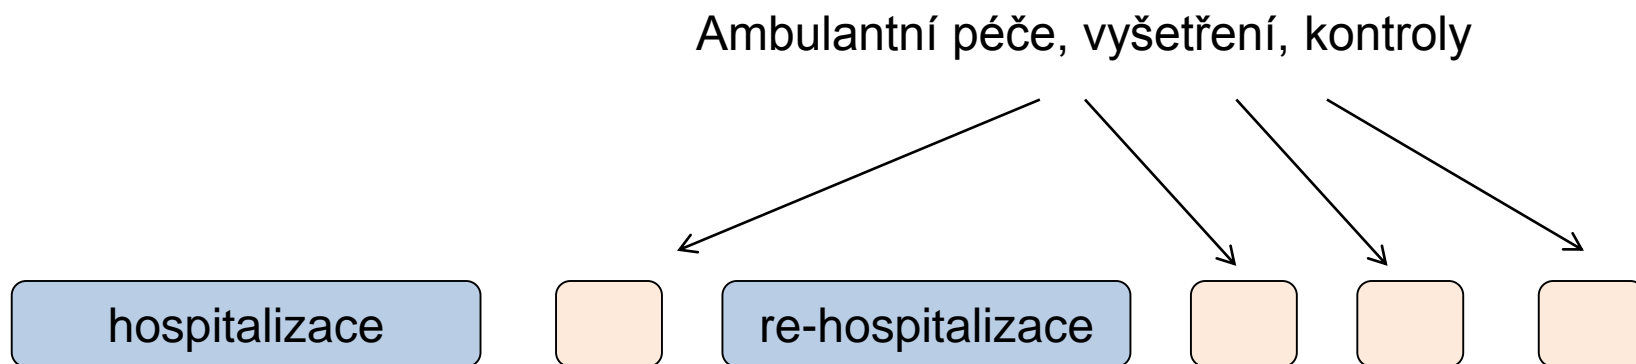 Ambulantní péče, vyšetření, kontroly
hospitalizace
re-hospitalizace